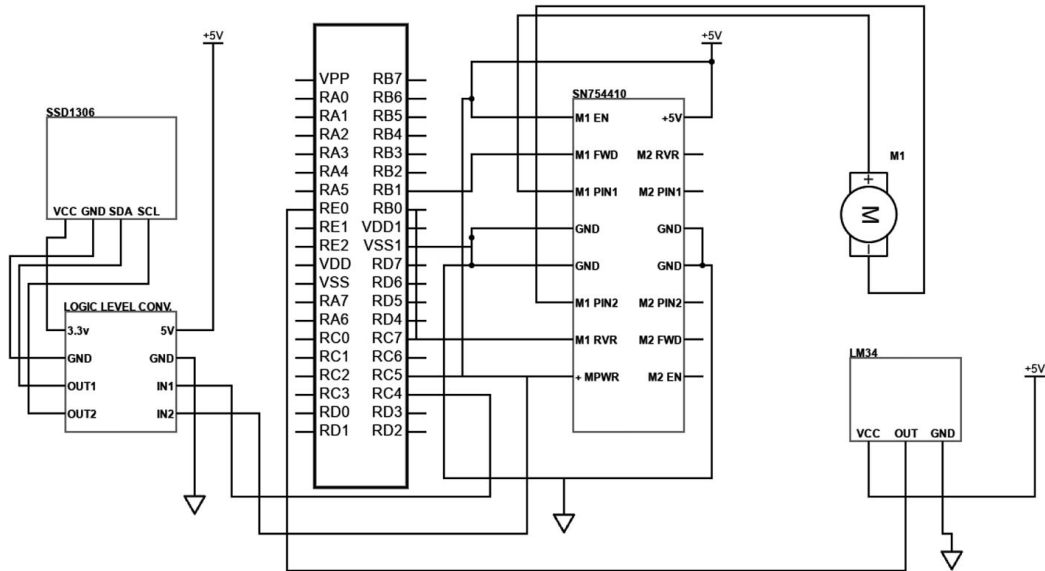 +5V
SSD1306
VCC GND SDA SCL
LOGIC LEVEL CONV.
3.3v 5V
GND GND
OUT1 IN1
OUT2 IN2
VPP RB7
RA0 RB6
RA1 RB5
RA2 RB4
RA3 RB3
RA4 RB2
RA5 RB1
RE0 RB0
RE1 VDD1
RE2 VSS1
VDD RD7
VSS RD6
RA7 RD5
RA6 RD4
RC0 RC7
RC1 RC6
RC2 RC5
RC3 RC4
RD0 RD3
RD1 RD2
+5V
SN754410
M1 EN +5V
M1 FWD M2 RVR
M1 PIN1 M2 PIN1
GND GND
GND GND
M1 PIN2 M2 PIN2
M1 RVR M2 FWD
+ MPWR M2 EN
M1
+
M
−
LM34
VCC OUT GND
+5V